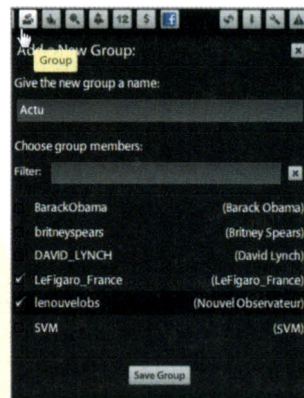 12 $ f
Add a New Group:
Group
Give the new group a name:
Actu
Choose group members:
Filter:
BarackObama (Barack Obama)
britneyspears (Britney Spears)
DAVID_LYNCH (David Lynch)
LeFigaro_France (LeFigaro_France)
lenouvelobs (Nouvel Observateur)
SVM (SVM)
Save Group